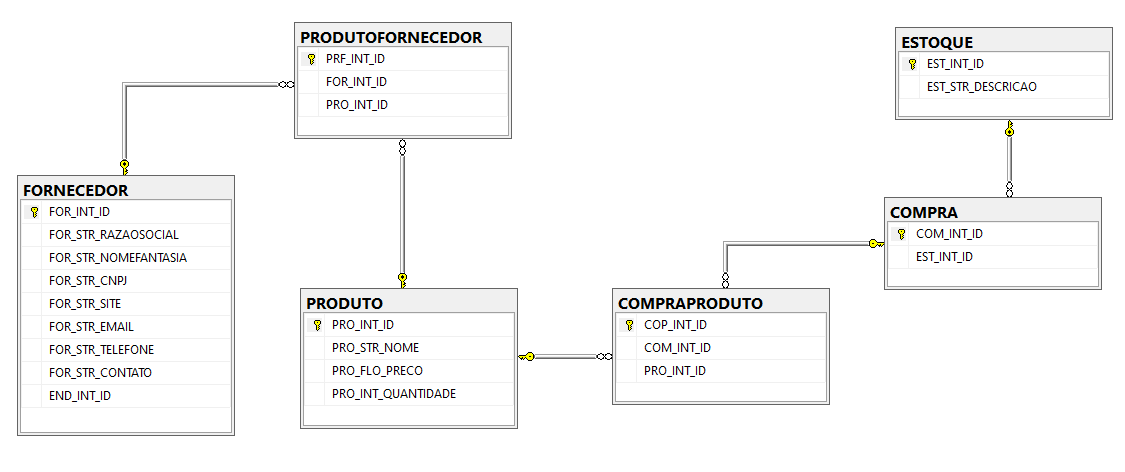 PRODUTOFORNECEDOR
PRF_INT_ID
FOR_INT_ID
PRO_INT_ID
ESTOQUE
EST_INT_ID
EST_STR_DESCRICAO
FORNECEDOR
FOR_INT_ID
FOR_STR_RAZAOSOCIAL
FOR_STR_NOMEFANTASIA
FOR_STR_CNPJ
FOR_STR_SITE
FOR_STR_EMAIL
FOR_STR_TELEFONE
FOR_STR_CONTATO
END_INT_ID
COMPRA
COM_INT_ID
EST_INT_ID
PRODUTO
PRO_INT_ID
PRO_STR_NOME
PRO_FLO_PRECO
PRO_INT_QUANTIDADE
COMPRAPRODUTO
COP_INT_ID
COM_INT_ID
PRO_INT_ID